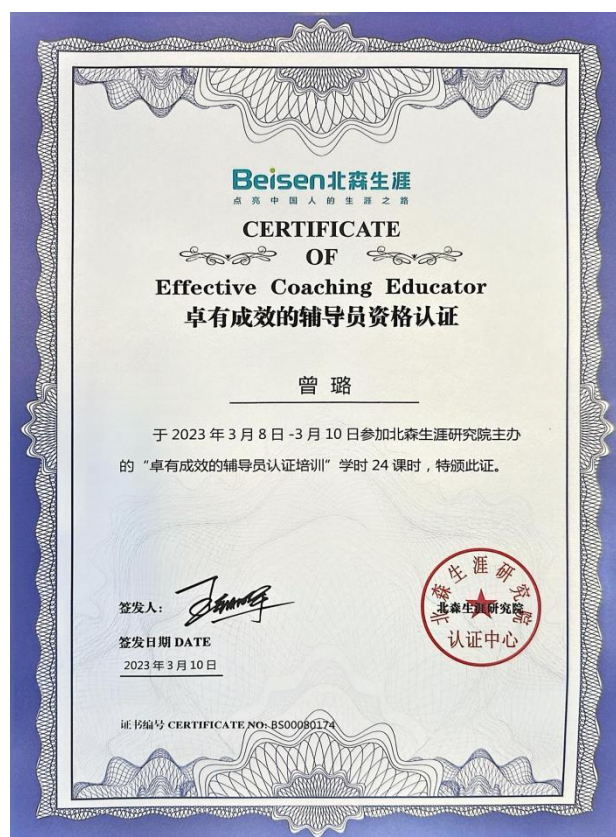 Beisen北森生涯
点亮中国人的生涯之路
CERTIFICATE
OF
Effective Coaching Educator
卓有成效的辅导员资格认证
曾璐
于 2023 年 3 月 8 日 -3 月 10 日参加北森生涯研究院主办
的“卓有成效的辅导员认证培训”学时 24 课时，特颁此证。
签发人：
签发日期 DATE
2023 年 3 月 10 日
北森生涯研究院
北森生涯研究院
认证中心
证书编号 CERTIFICATE NO: BS00080174